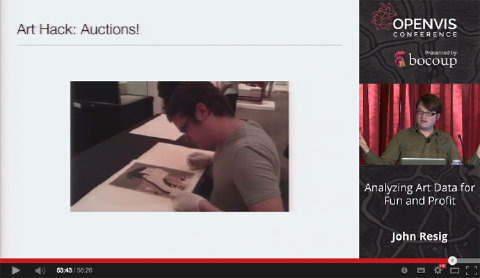 Art Hack: Auctions!
OPENVIS
CONFERENCE
Presented by
bocoup
Analyzing Art Data for
Fun and Profit
John Resig
53:43 / 56:26